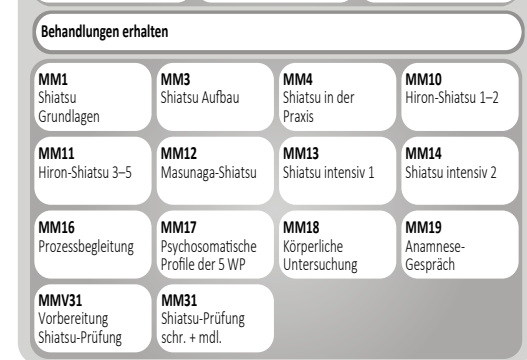 Behandlungen erhalten
MM1
Shiatsu
Grundlagen
MM3
Shiatsu Aufbau
MM4
Shiatsu in der
Praxis
MM10
Hiron-Shiatsu 1–2
MM11
Hiron-Shiatsu 3–5
MM12
Masunaga-Shiatsu
MM13
Shiatsu intensiv 1
MM14
Shiatsu intensiv 2
MM16
Prozessbegleitung
MM17
Psychosomatische
Profile der 5 WP
MM18
Körperliche
Untersuchung
MM19
Anamnese-
Gespräch
MMV31
Vorbereitung
Shiatsu-Prüfung
MM31
Shiatsu-Prüfung
schr. + mdl.